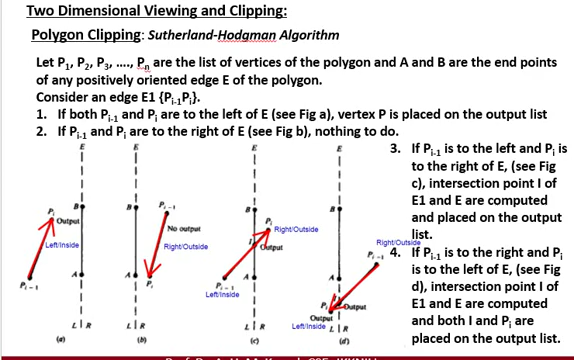 Two Dimensional Viewing and Clipping:
Polygon Clipping: Sutherland-Hodgman Algorithm
Let P1, P2, P3, ...., Pn are the list of vertices of the polygon and A and B are the end points
of any positively oriented edge E of the polygon.
Consider an edge E1 {Pi-1Pi}.
1. If both Pi-1 and Pi are to the left of E (see Fig a), vertex P is placed on the output list
2. If Pi-1 and Pi are to the right of E (see Fig b), nothing to do.
3. If Pi-1 is to the left and Pi is
to the right of E, (see Fig
c), intersection point I of
E1 and E are computed
and placed on the output
list.
4. If Pi-1 is to the right and Pi
is to the left of E, (see Fig
d), intersection point I of
E1 and E are computed
and both I and Pi are
placed on the output list.
E
B
Pi
Output
Left/Inside
A
Pi-1
L | R
(a)
E
B
Pi-1
No output
Right/Outside
A
Pi
L | R
(b)
E
B
Pi
Right/Outside
I
Output
A
Pi-1
Left/Inside
L | R
(c)
E
B
Right/Outside
Pi-1
A
Pi
Output
Output
Left/Inside
L | R
(d)